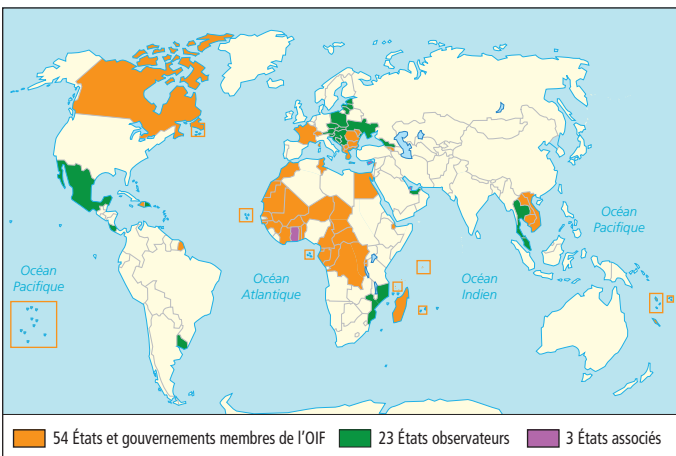 Océan
Pacifique
Océan
Pacifique
Océan
Atlantique
Océan
Indien
54 États et gouvernements membres de l'OIF
23 États observateurs
3 États associés